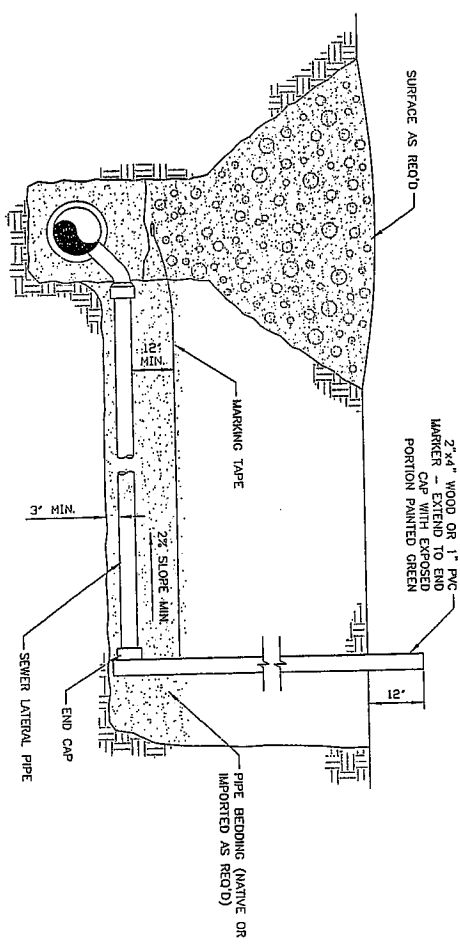 SURFACE AS REQ'D
2"x4" WOOD OR 1" PVC
MARKER - EXTEND TO END
CAP WITH EXPOSED
PORTION PAINTED GREEN
12"
MARKING TAPE
12"
MIN.
2% SLOPE MIN.
3" MIN.
SEWER LATERAL PIPE
END CAP
PIPE BEDDING (NATIVE OR
IMPORTED AS REQ'D)